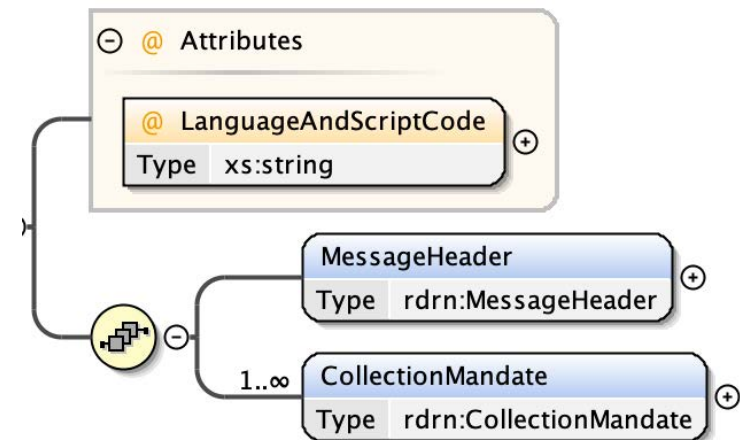 @ Attributes
@ LanguageAndScriptCode
Type xs:string
MessageHeader
Type rdrn:MessageHeader
1..∞
CollectionMandate
Type rdrn:CollectionMandate